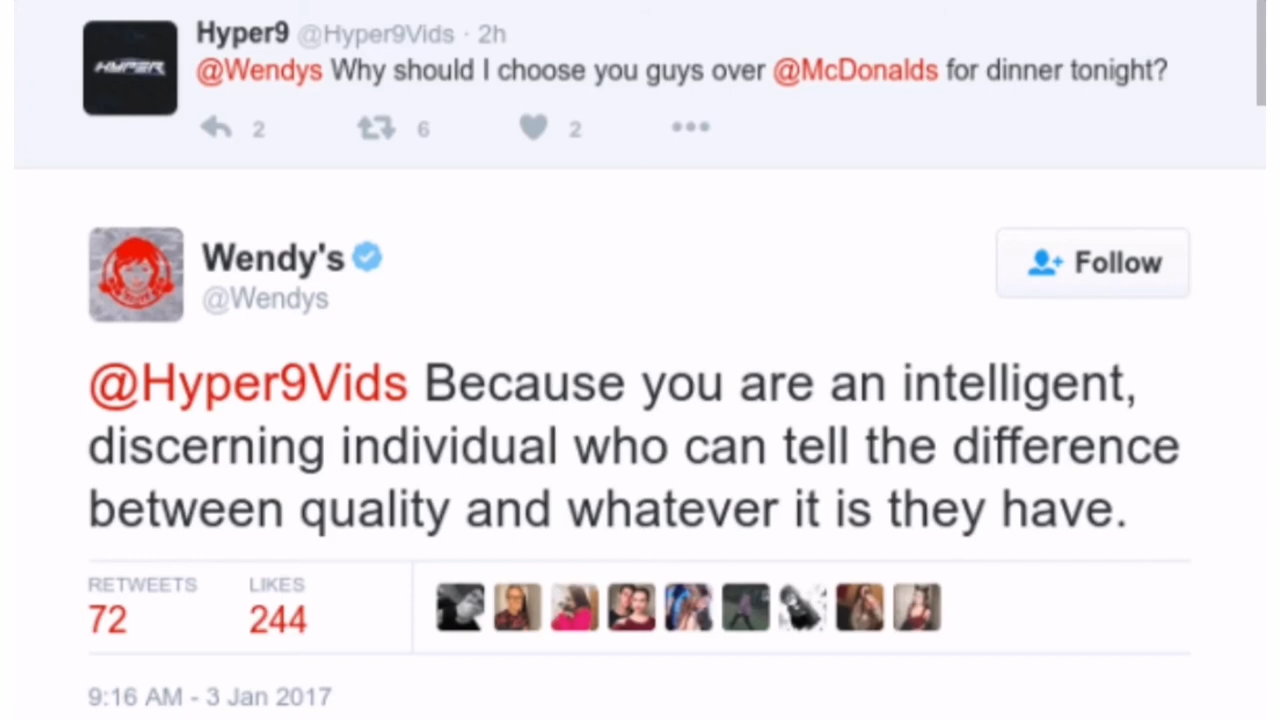 Hyper9 @Hyper9Vids · 2h
HYPER
@Wendys Why should I choose you guys over @McDonalds for dinner tonight?
2 6 2
Wendy's
@Wendys
Follow
@Hyper9Vids Because you are an intelligent,
discerning individual who can tell the difference
between quality and whatever it is they have.
RETWEETS LIKES
72 244
9:16 AM - 3 Jan 2017